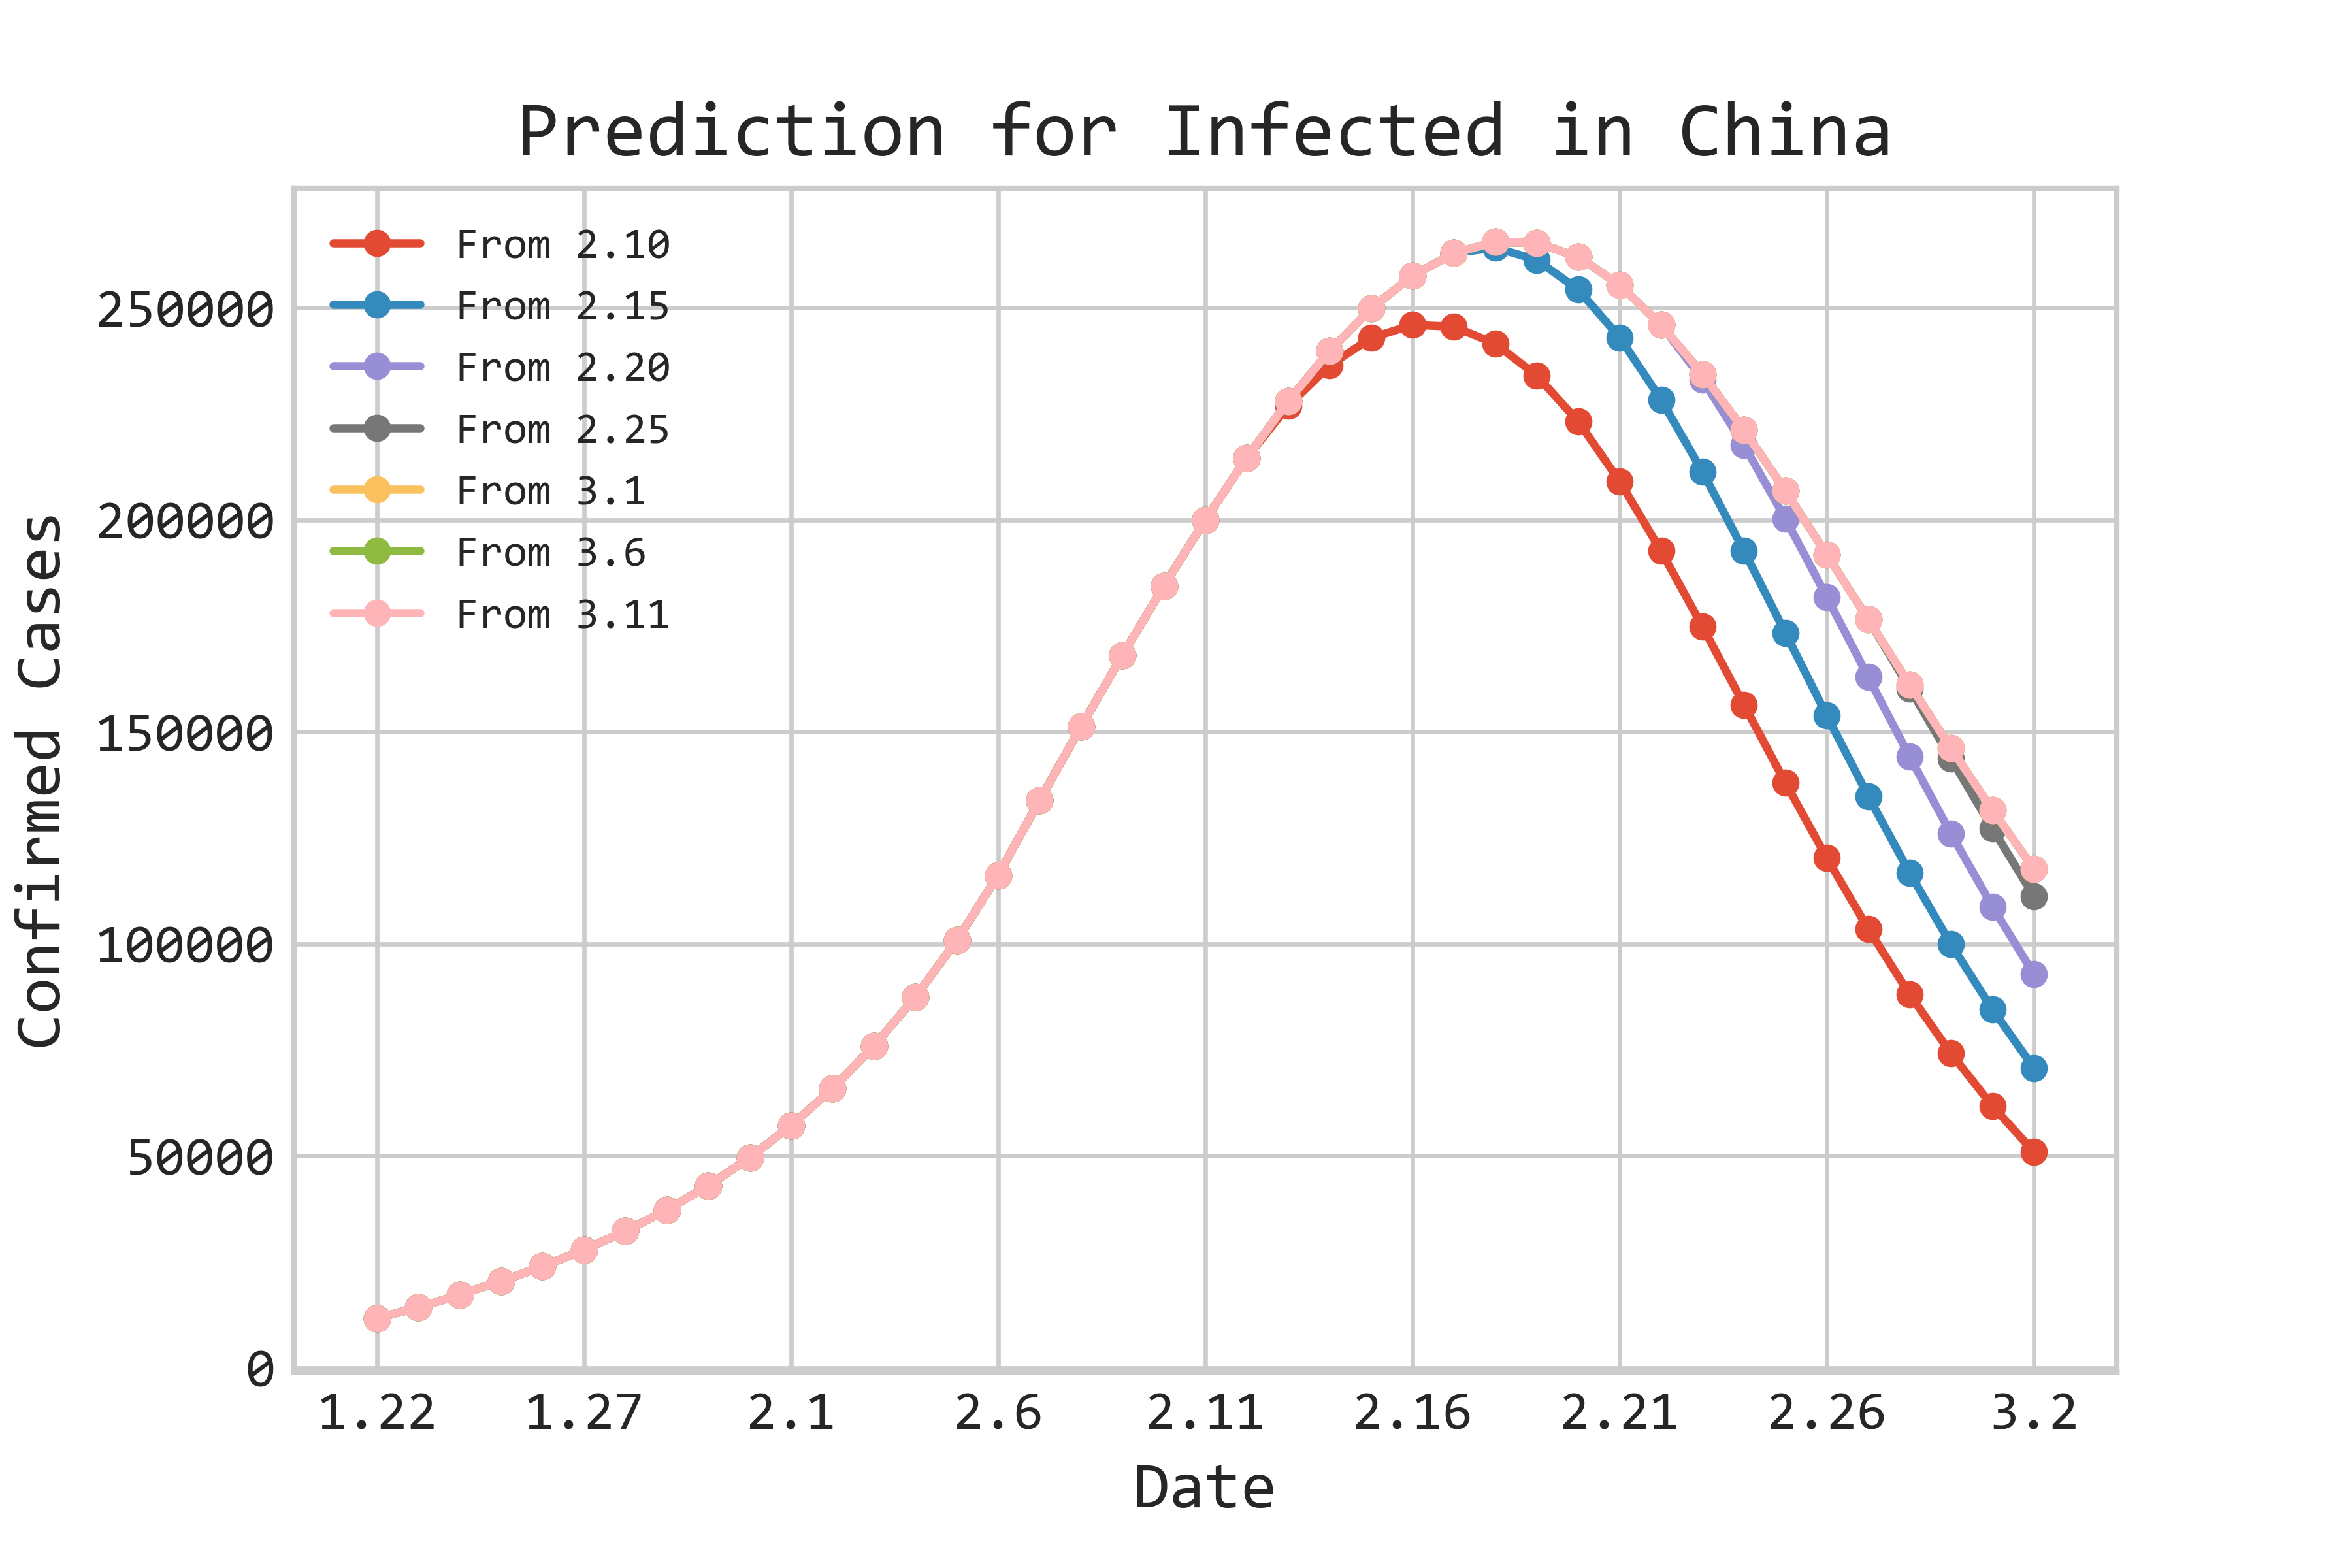 Prediction for Infected in China
From 2.10
From 2.15
From 2.20
From 2.25
From 3.1
From 3.6
From 3.11
Confirmed Cases
250000
200000
150000
100000
50000
0
1.22 1.27 2.1 2.6 2.11 2.16 2.21 2.26 3.2
Date